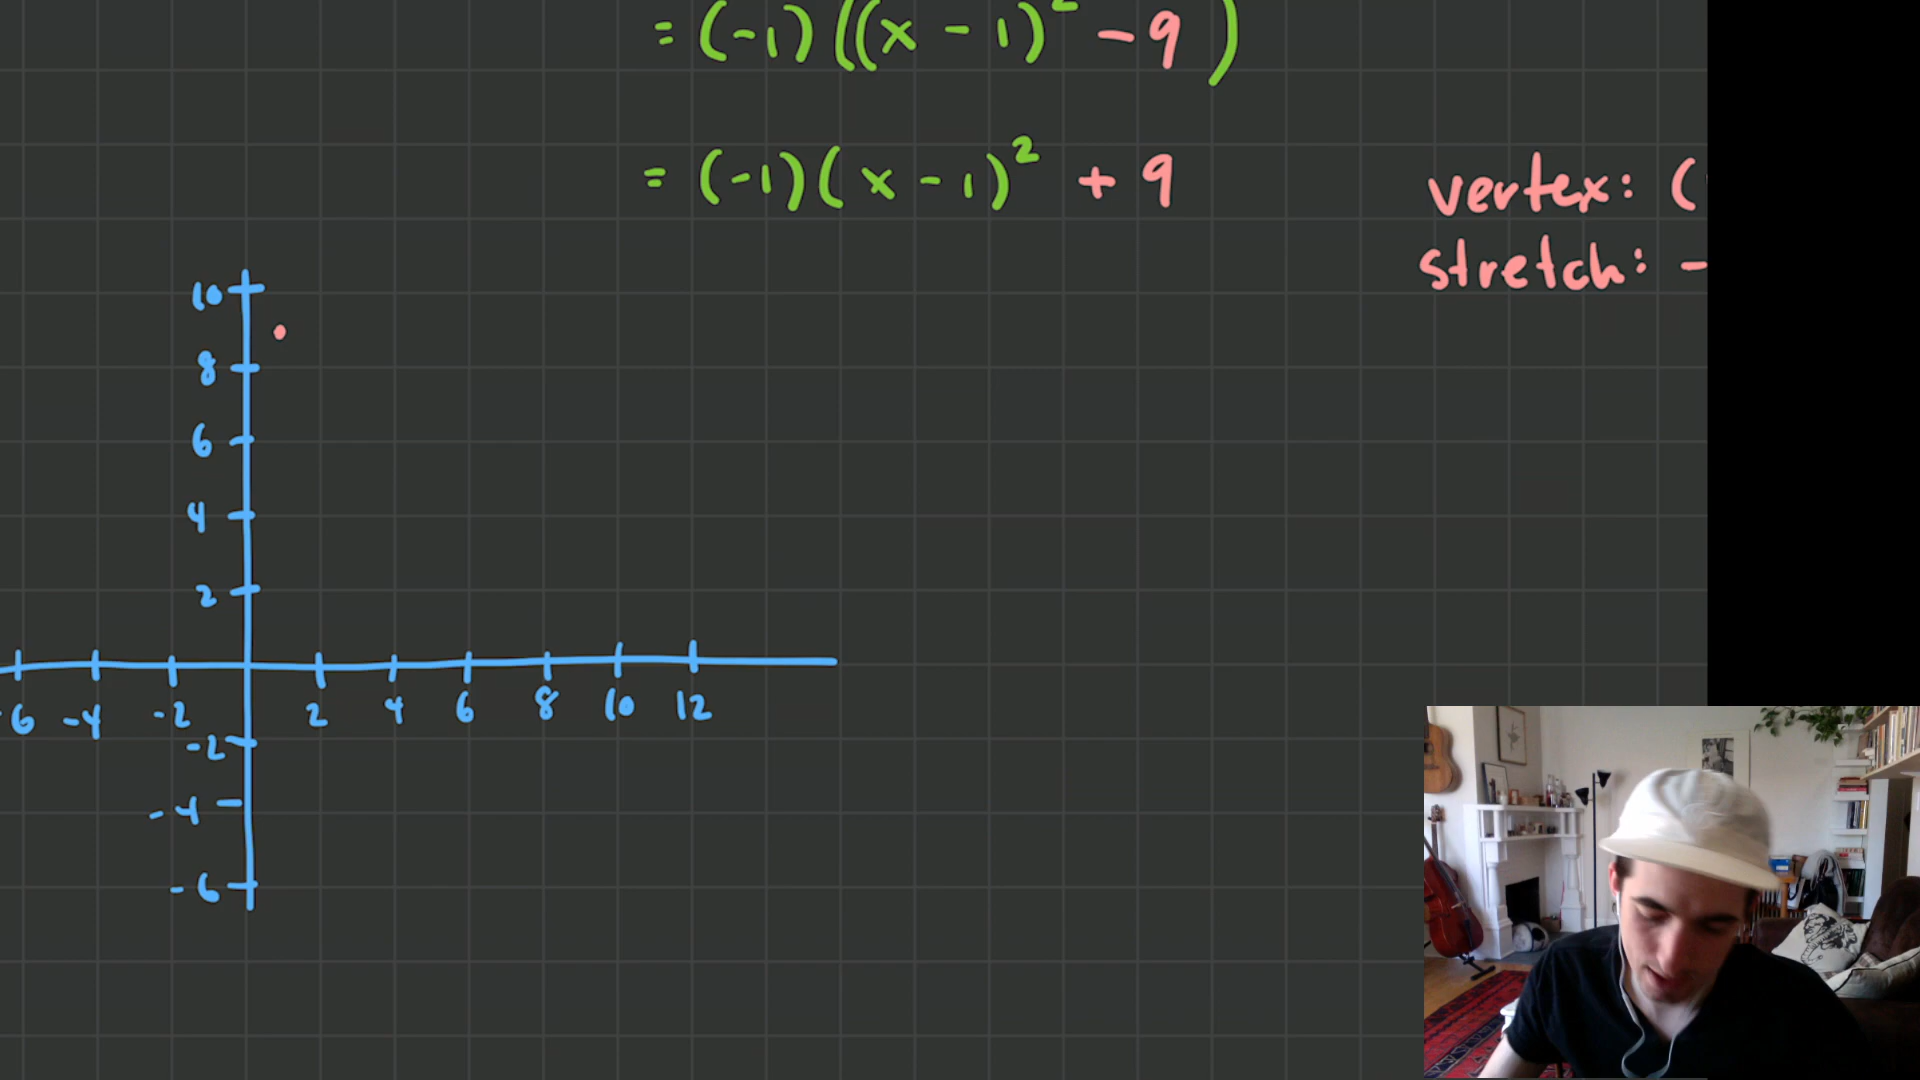 = (-1)((x - 1)² - 9)
= (-1)(x - 1)² + 9
vertex: (
stretch: -
10
8
6
4
2
-6 -4 -2 2 4 6 8 10 12
-2
-4
-6